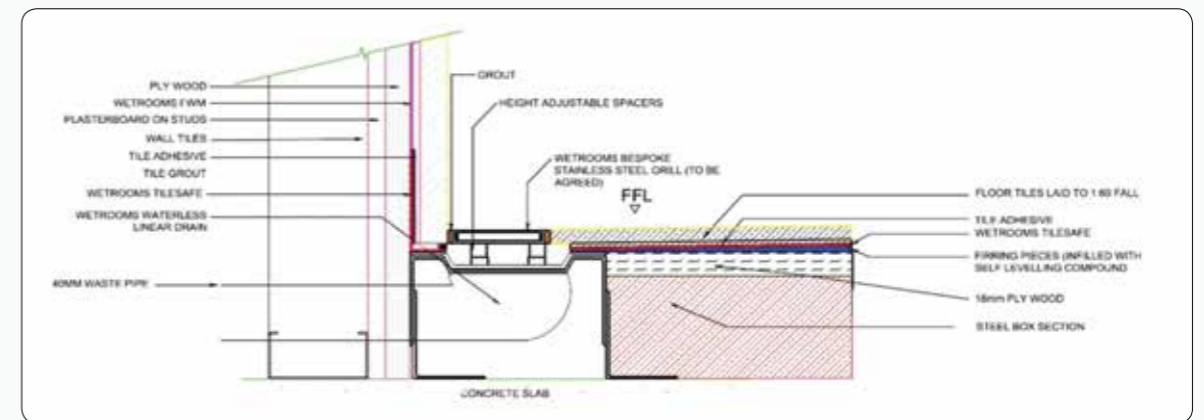 PLY WOOD
WETROOMS FWM
PLASTERBOARD ON STUDS
WALL TILES
TILE ADHESIVE
TILE GROUT
WETROOMS TILESAFE
WETROOMS WATERLESS
LINEAR DRAIN
40MM WASTE PIPE
GROUT
HEIGHT ADJUSTABLE SPACERS
WETROOMS BESPOKE
STAINLESS STEEL GRILL (TO BE
AGREED)
FFL
FLOOR TILES LAID TO 1:60 FALL
TILE ADHESIVE
WETROOMS TILESAFE
FIRRING PIECES (INFILLED WITH
SELF LEVELLING COMPOUND
18mm PLY WOOD
STEEL BOX SECTION
CONCRETE SLAB